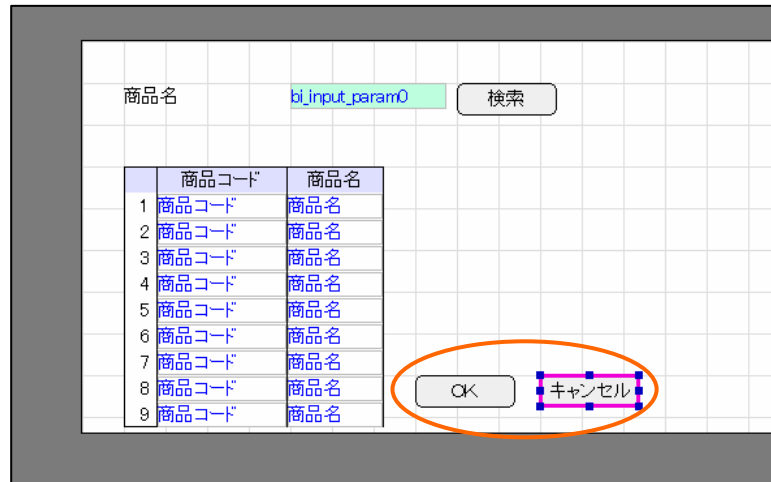 商品名 bi_input_param0 検索
商品コード 商品名
1 商品コード 商品名
2 商品コード 商品名
3 商品コード 商品名
4 商品コード 商品名
5 商品コード 商品名
6 商品コード 商品名
7 商品コード 商品名
8 商品コード 商品名 OK キャンセル
9 商品コード 商品名